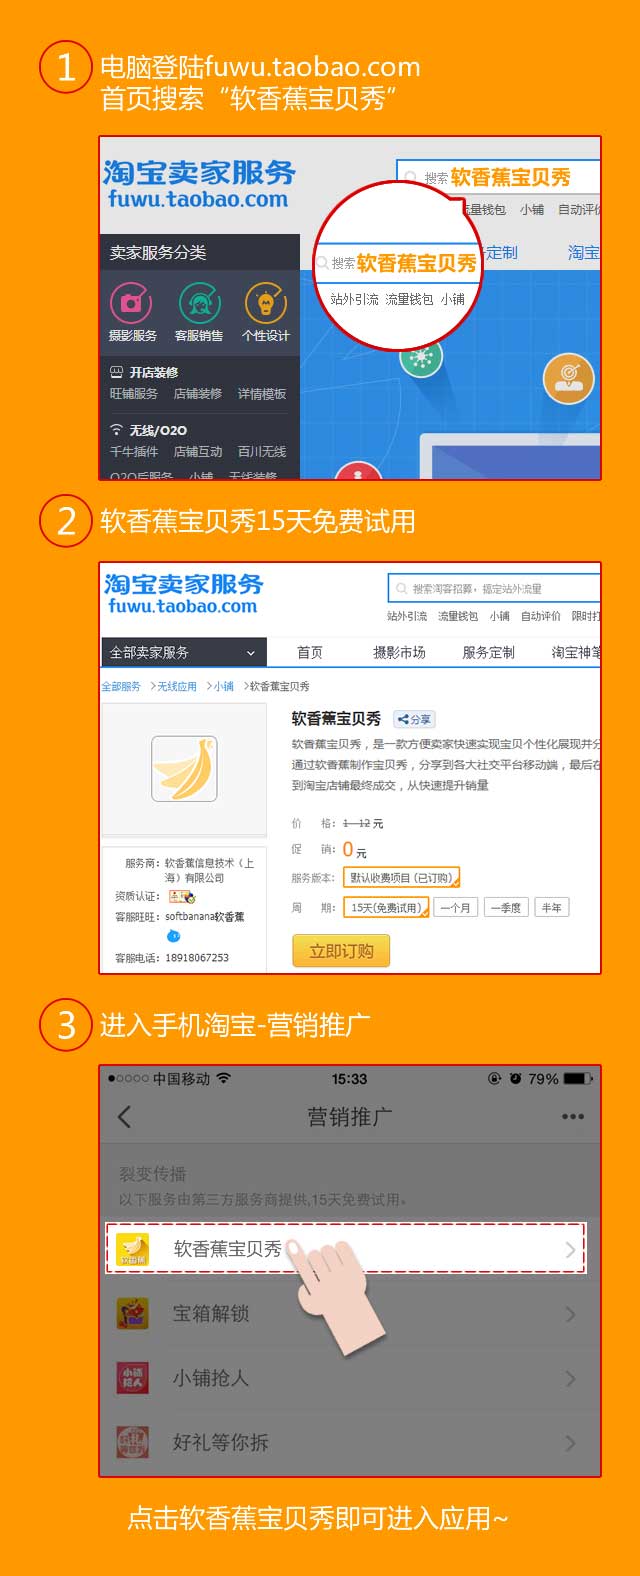 1 电脑登陆fuwu.taobao.com
首页搜索“软香蕉宝贝秀”
淘宝卖家服务
fuwu.taobao.com
搜索 软香蕉宝贝秀
流量钱包 小铺 自动评价
卖家服务分类
搜索 软香蕉宝贝秀
定制 淘宝
站外引流 流量钱包 小铺
摄影服务 客服销售 个性设计
开店装修
旺铺服务 店铺装修 详情模板
无线/O2O
千牛插件 店铺互动 百川无线
O2O后服务 小铺 无线装修
2 软香蕉宝贝秀15天免费试用
淘宝卖家服务
fuwu.taobao.com
搜索淘客招募，搞定站外流量
站外引流 流量钱包 小铺 自动评价 限时打
全部卖家服务 首页 摄影市场 服务定制 淘宝神笔
全部服务 >无线应用 >小铺 >软香蕉宝贝秀
软香蕉宝贝秀 分享
软香蕉宝贝秀，是一款方便卖家快速实现宝贝个性化展现并分
通过软香蕉制作宝贝秀，分享到各大社交平台移动端，最后在
到淘宝店铺最终成交，从快速提升销量
价 格: 1—12 元
促 销: 0 元
服务版本: 默认收费项目 (已订购)
周 期: 15天(免费试用) 一个月 一季度 半年
立即订购
服务商: 软香蕉信息技术（上
海）有限公司
资质认证:
客服旺旺: softbanana软香蕉
客服电话: 18918067253
3 进入手机淘宝-营销推广
中国移动 15:33 79%
营销推广
裂变传播
以下服务由第三方服务商提供,15天免费试用。
软香蕉宝贝秀
宝箱解锁
小铺抢人
小铺
抢人
好礼等你拆
点击软香蕉宝贝秀即可进入应用~